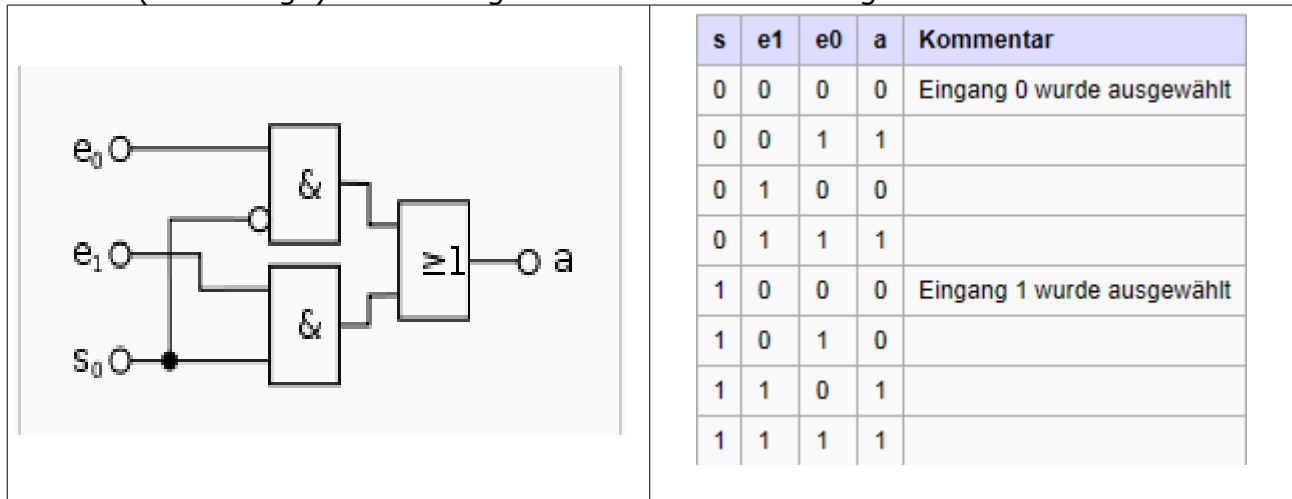 e₀
&
e₁
≥1
a
&
s₀
s e1 e0 a Kommentar
0 0 0 0 Eingang 0 wurde ausgewählt
0 0 1 1
0 1 0 0
0 1 1 1
1 0 0 0 Eingang 1 wurde ausgewählt
1 0 1 0
1 1 0 1
1 1 1 1